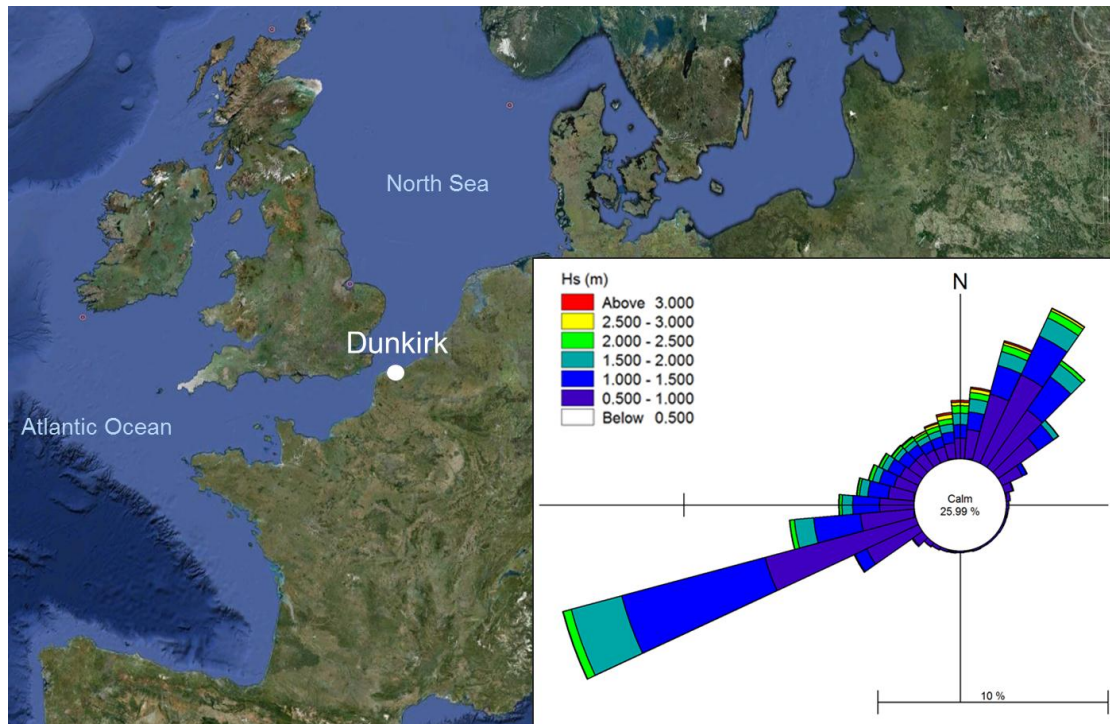 North Sea
Dunkirk
Atlantic Ocean
Hs (m)
Above 3.000
2.500 - 3.000
2.000 - 2.500
1.500 - 2.000
1.000 - 1.500
0.500 - 1.000
Below 0.500
N
Calm
25.99 %
10 %